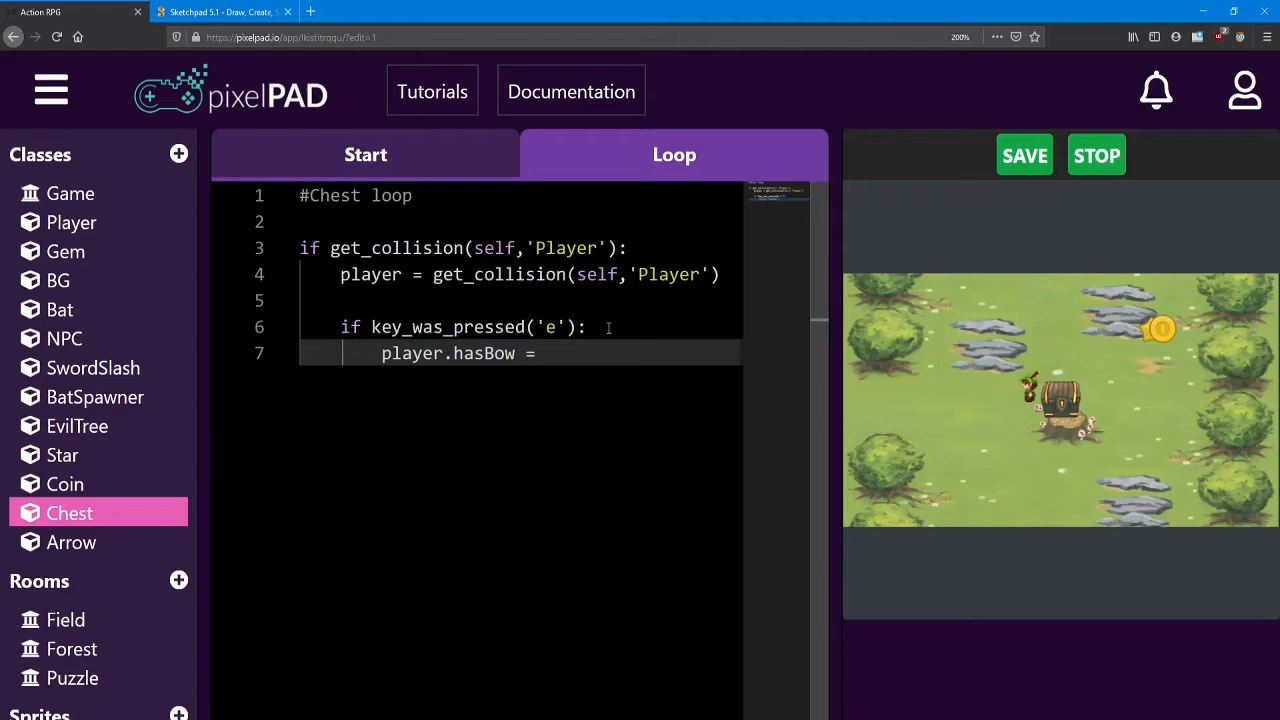 Action RPG
Sketchpad 5.1 - Draw, Create,
https://pixelpad.io/app/lkistitrqqu/?edit=1
200%
2
pixelPAD
Tutorials
Documentation
Classes
Game
Player
Gem
BG
Bat
NPC
SwordSlash
BatSpawner
EvilTree
Star
Coin
Chest
Arrow
Rooms
Field
Forest
Puzzle
Sprites
Start
Loop
1 #Chest loop
2
3 if get_collision(self,'Player'):
4 player = get_collision(self,'Player')
5
6 if key_was_pressed('e'):
7 player.hasBow =
SAVE
STOP